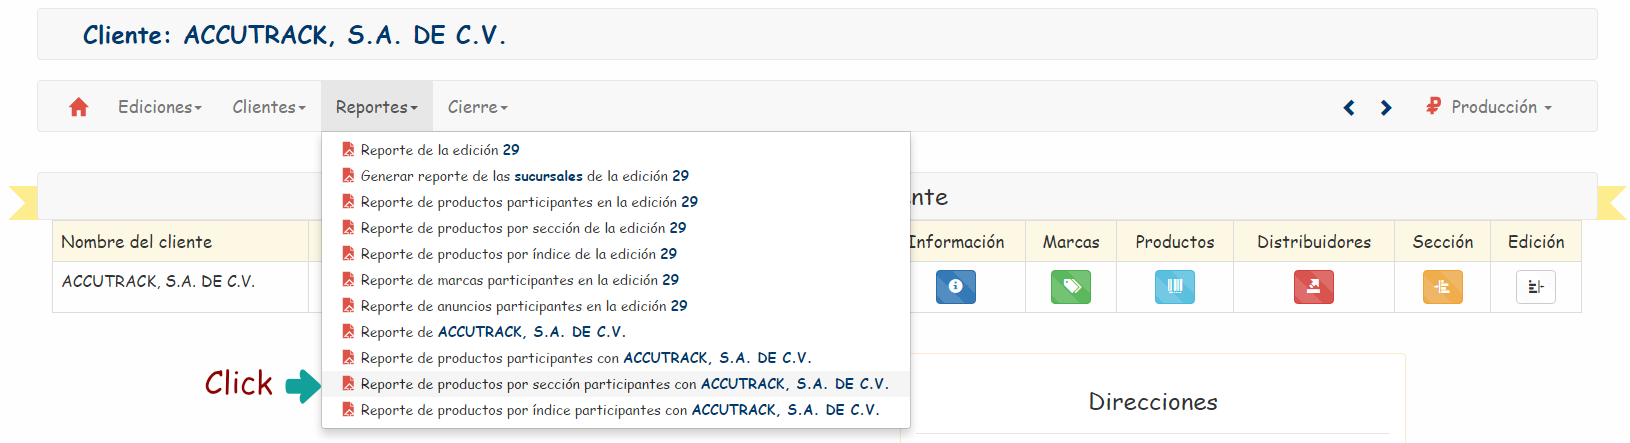 Cliente: ACCUTRACK, S.A. DE C.V.
Ediciones Clientes Reportes Cierre Producción
Reporte de la edición 29
Generar reporte de las sucursales de la edición 29
Reporte de productos participantes en la edición 29
Reporte de productos por sección de la edición 29
Reporte de productos por índice de la edición 29
Reporte de marcas participantes en la edición 29
Reporte de anuncios participantes en la edición 29
Reporte de ACCUTRACK, S.A. DE C.V.
Reporte de productos participantes con ACCUTRACK, S.A. DE C.V.
Click
Reporte de productos por sección participantes con ACCUTRACK, S.A. DE C.V.
Reporte de productos por índice participantes con ACCUTRACK, S.A. DE C.V.
nte
Nombre del cliente Información Marcas Productos Distribuidores Sección Edición
ACCUTRACK, S.A. DE C.V.
Direcciones